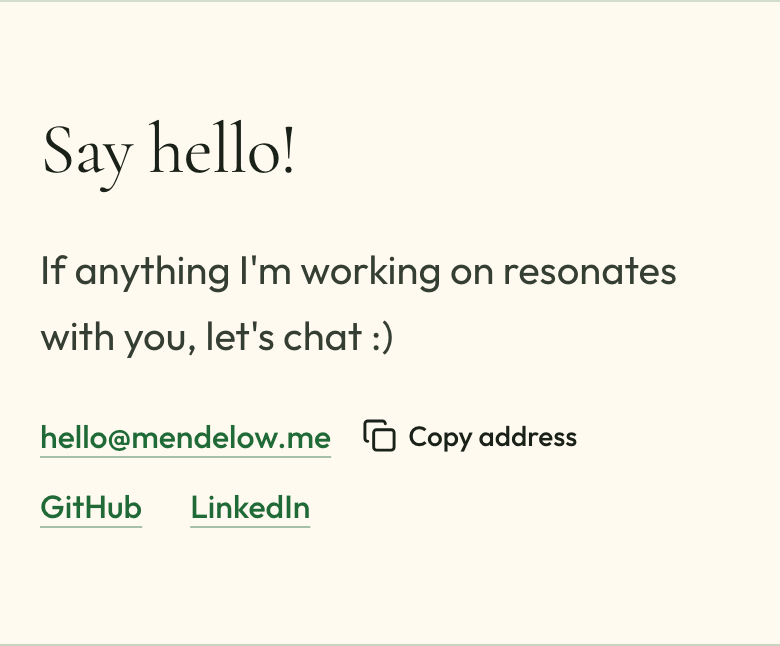 Say hello!
If anything I'm working on resonates
with you, let's chat :)
hello@mendelow.me Copy address
GitHub LinkedIn